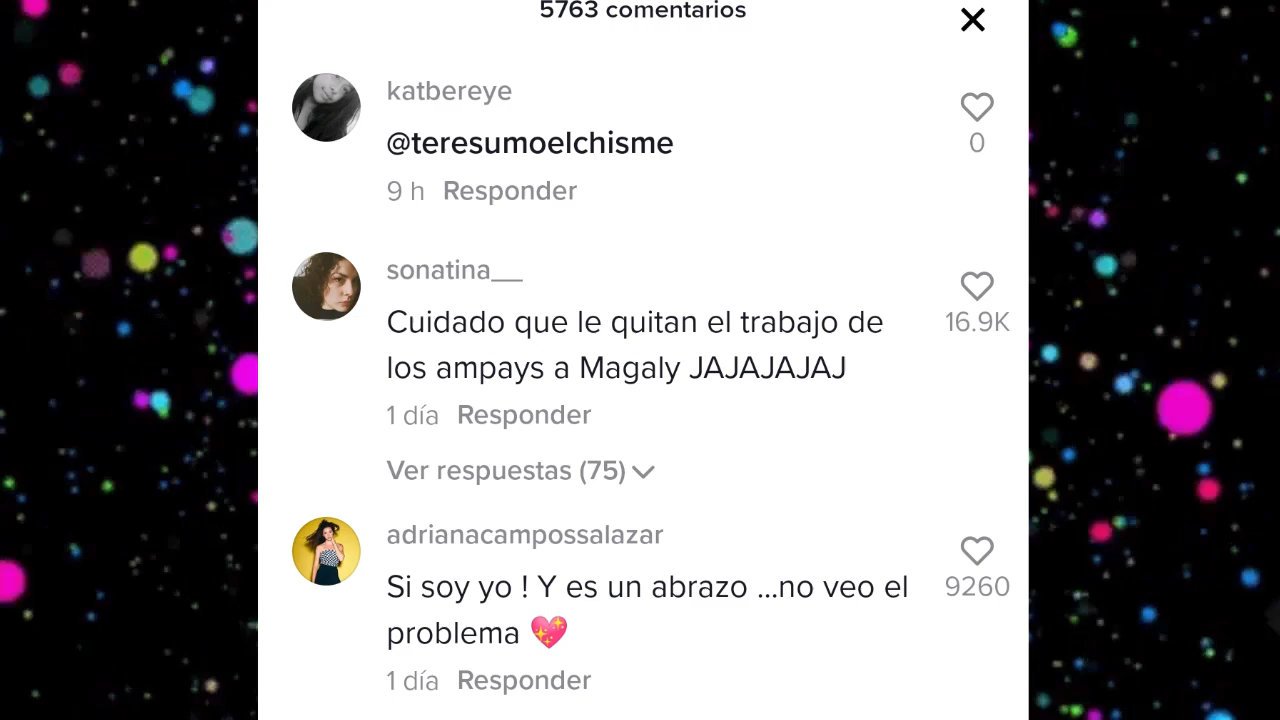 5763 comentarios
katbereye
@teresumoelchisme
0
9 h Responder
sonatina__
Cuidado que le quitan el trabajo de
los ampays a Magaly JAJAJAJAJ
16.9K
1 día Responder
Ver respuestas (75)
adrianacampossalazar
Si soy yo ! Y es un abrazo ...no veo el
problema 💖
9260
1 día Responder